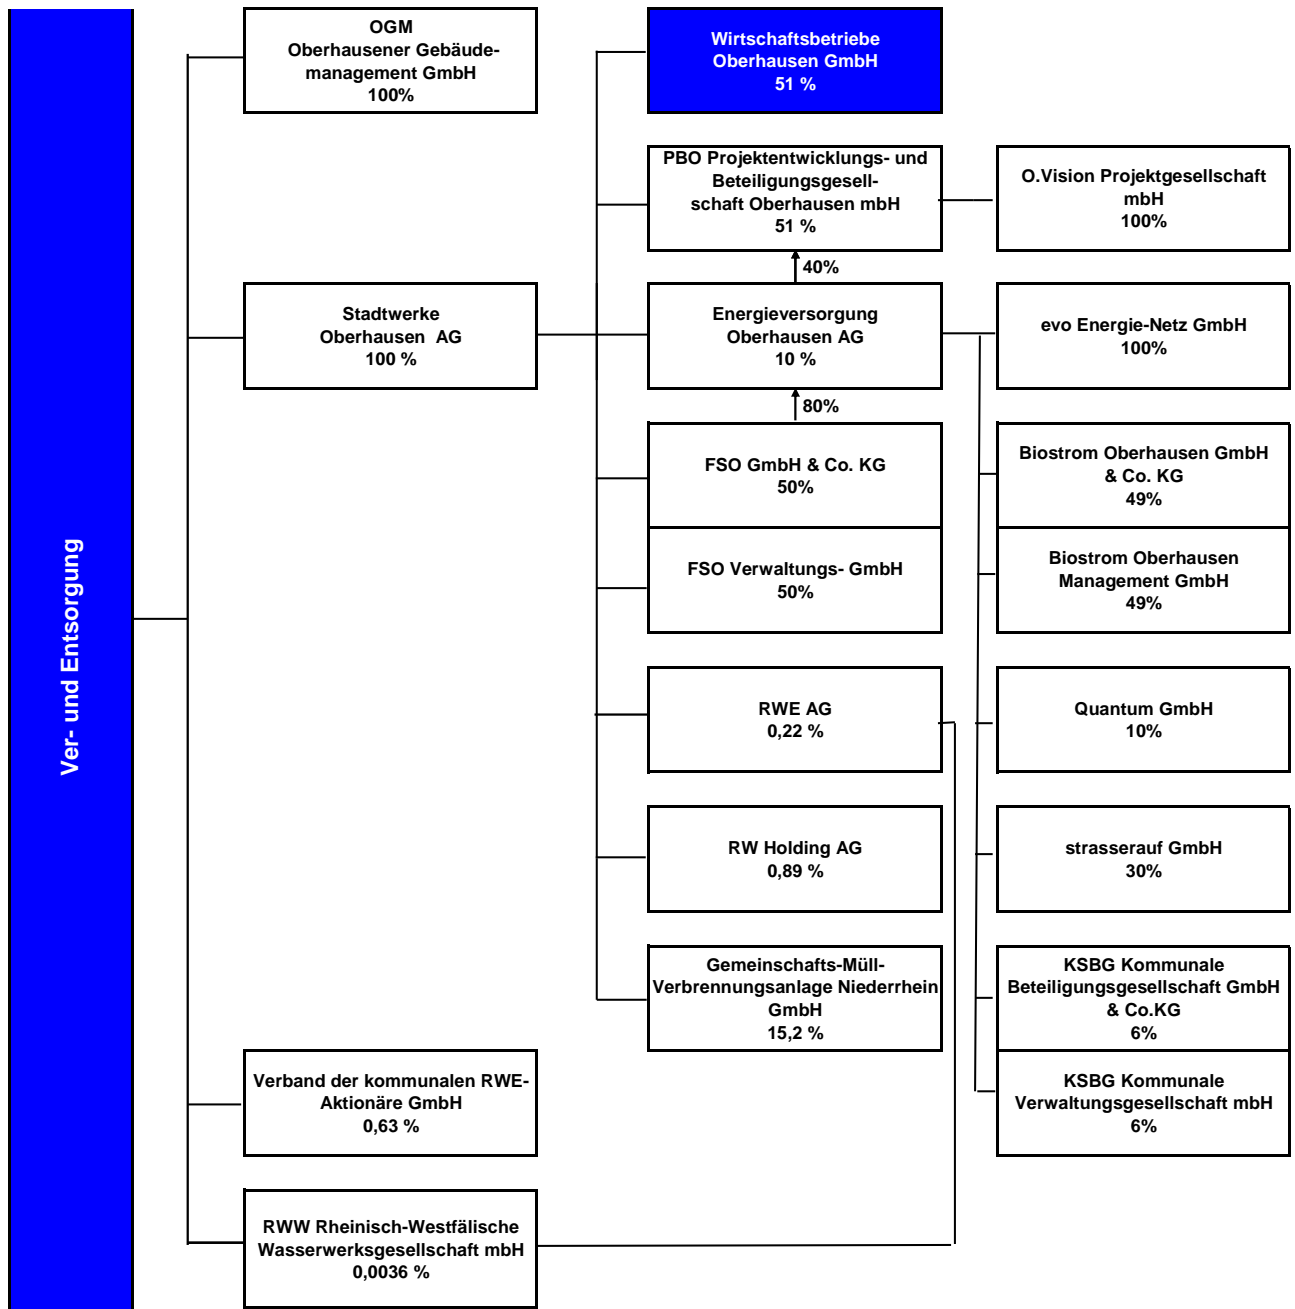 Ver- und Entsorgung
OGM
Oberhausener Gebäude-
management GmbH
100%
Stadtwerke
Oberhausen AG
100 %
Verband der kommunalen RWE-
Aktionäre GmbH
0,63 %
RWW Rheinisch-Westfälische
Wasserwerksgesellschaft mbH
0,0036 %
Wirtschaftsbetriebe
Oberhausen GmbH
51 %
PBO Projektentwicklungs- und
Beteiligungsgesell-
schaft Oberhausen mbH
51 %
40%
Energieversorgung
Oberhausen AG
10 %
80%
FSO GmbH & Co. KG
50%
FSO Verwaltungs- GmbH
50%
RWE AG
0,22 %
RW Holding AG
0,89 %
Gemeinschafts-Müll-
Verbrennungsanlage Niederrhein
GmbH
15,2 %
O.Vision Projektgesellschaft
mbH
100%
evo Energie-Netz GmbH
100%
Biostrom Oberhausen GmbH
& Co. KG
49%
Biostrom Oberhausen
Management GmbH
49%
Quantum GmbH
10%
strasserauf GmbH
30%
KSBG Kommunale
Beteiligungsgesellschaft GmbH
& Co.KG
6%
KSBG Kommunale
Verwaltungsgesellschaft mbH
6%